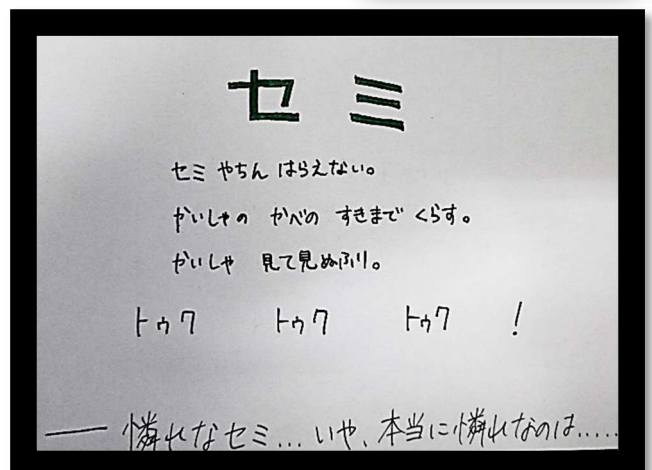 セミ
セミ やちん はらえない。
かいしゃの かべの すきまで くらす。
かいしゃ 見て見ぬふり。
トゥク トゥク トゥク !
── 憐れなセミ... いや、本当に憐れなのは.....